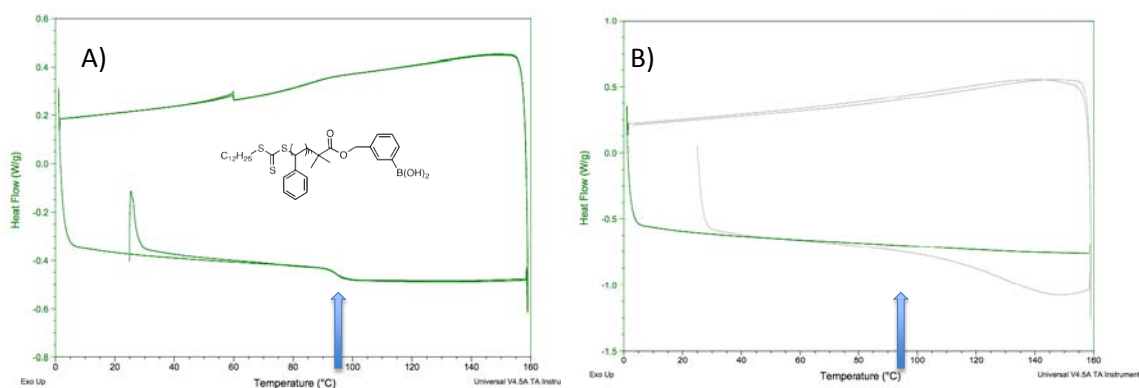 A)
0.6
0.4
0.2
0.0
-0.2
-0.4
-0.6
-0.8
Heat Flow (W/g)
C12H25
S
S
S
n
O
O
B(OH)2
0 20 40 60 80 100 120 140 160
Exo Up
Temperature (°C)
Universal V4.5A TA Instru
B)
1.0
0.5
0.0
-0.5
-1.0
-1.5
Heat Flow (W/g)
0 20 40 60 80 100 120 140 160
Exo Up
Temperature (°C)
Universal V4.5A TA Instrument